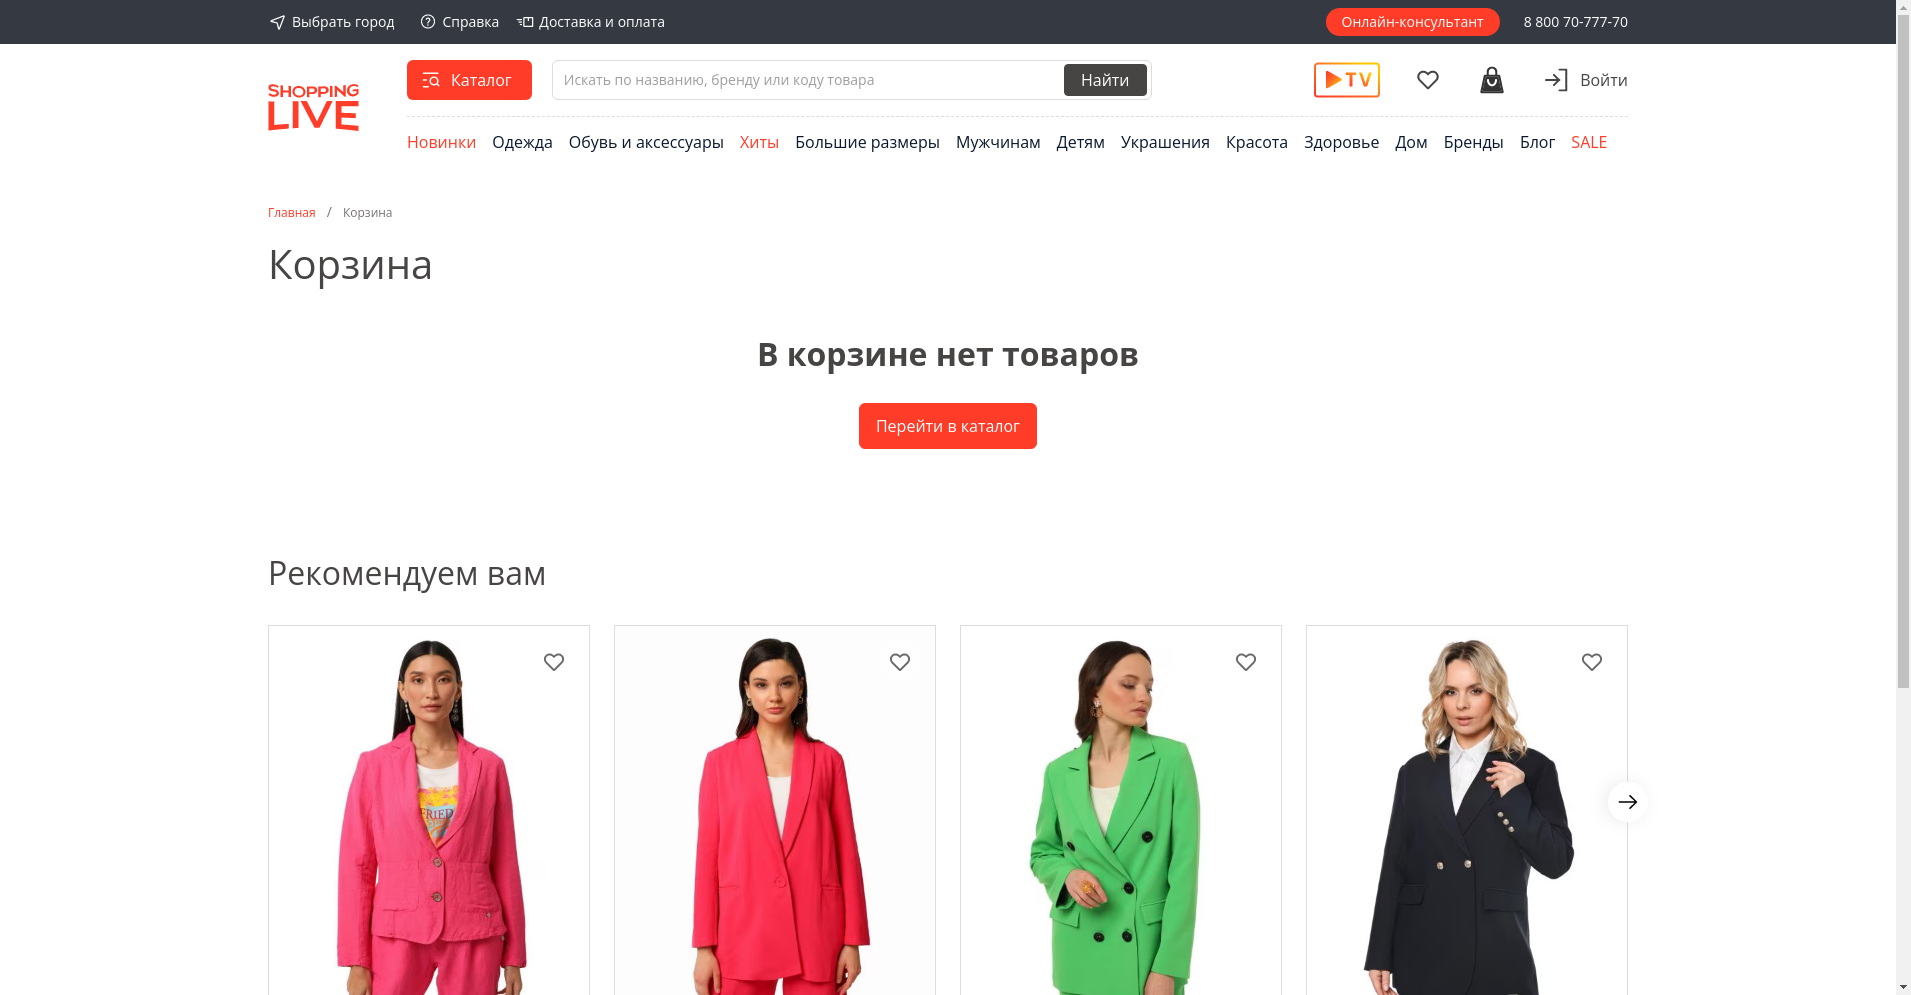 Выбрать город
Справка
Доставка и оплата
Онлайн-консультант
8 800 70-777-70
SHOPPING
LIVE
Каталог
Искать по названию, бренду или коду товара
Найти
TV
Войти
Новинки
Одежда
Обувь и аксессуары
Хиты
Большие размеры
Мужчинам
Детям
Украшения
Красота
Здоровье
Дом
Бренды
Блог
SALE
Главная / Корзина
Корзина
В корзине нет товаров
Перейти в каталог
Рекомендуем вам
FRIED